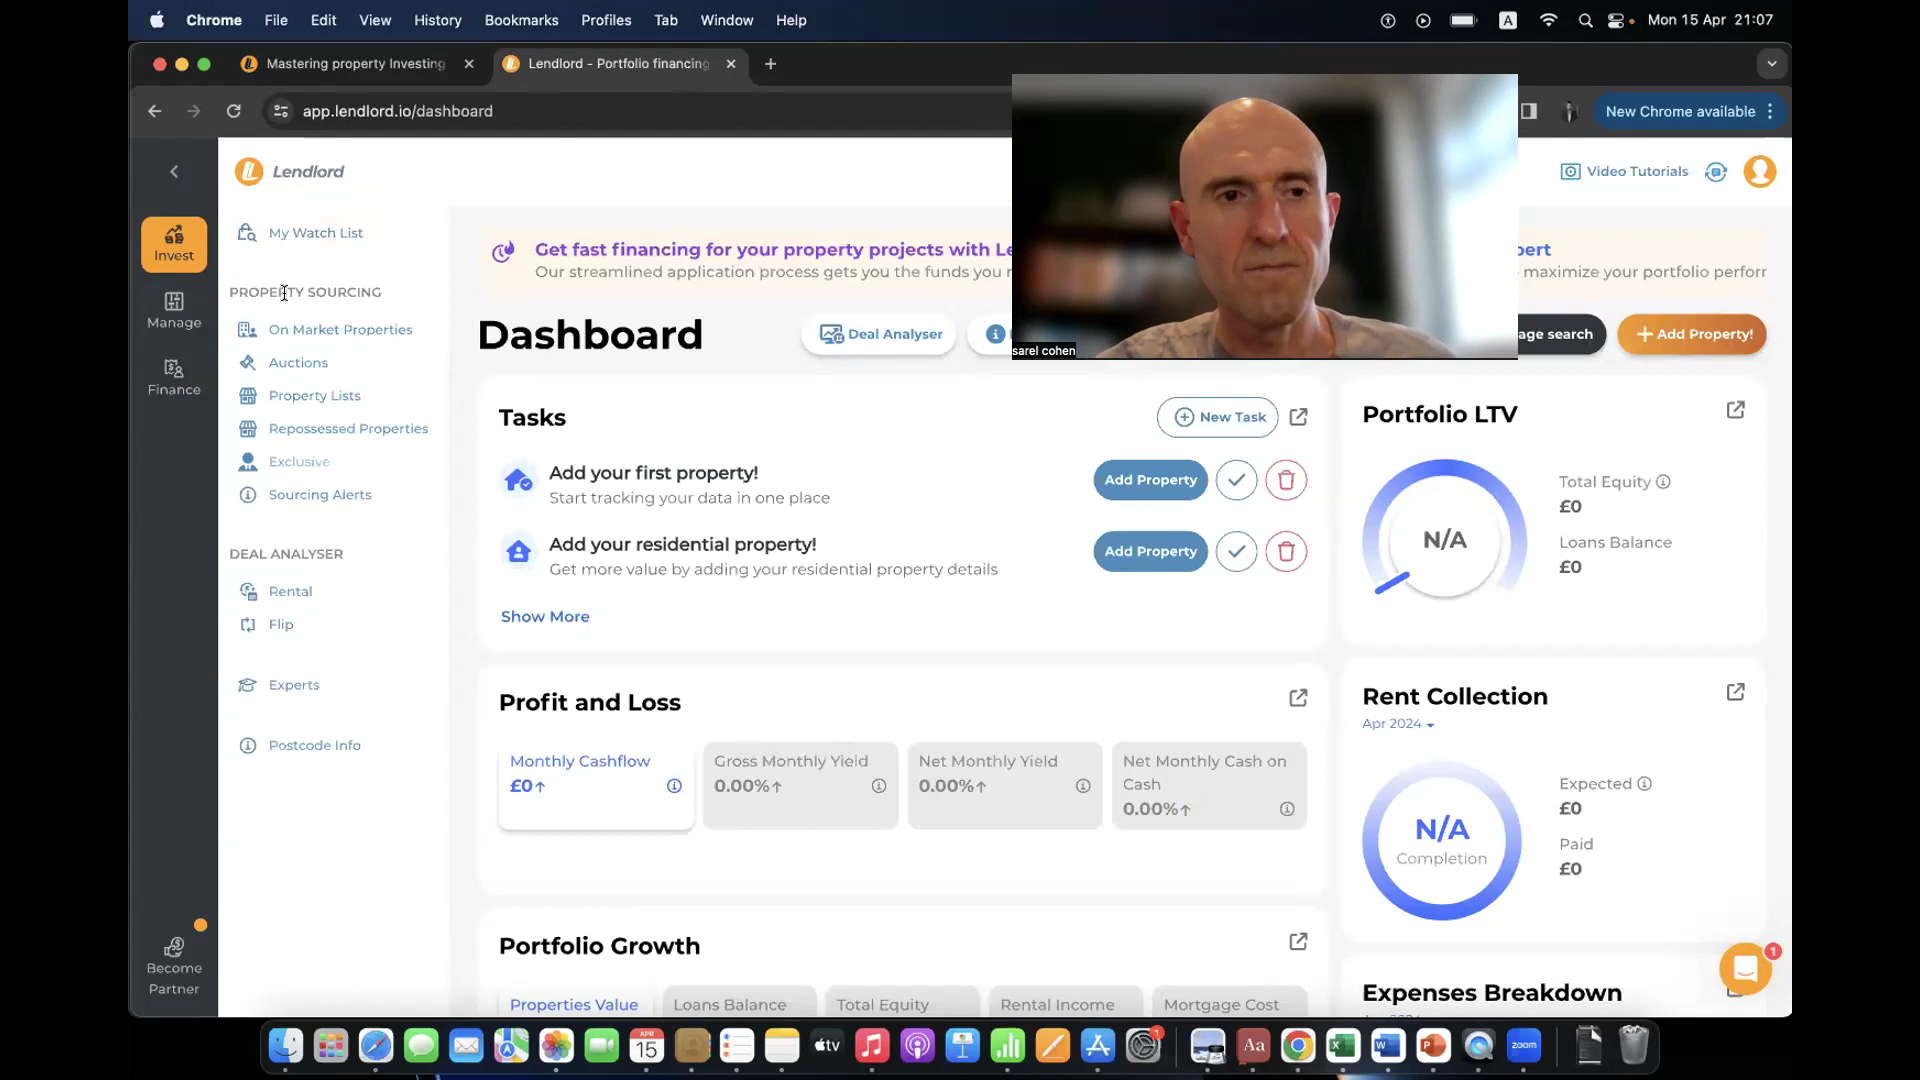 Chrome File Edit View History Bookmarks Profiles Tab Window Help
A Mon 15 Apr 21:07
Mastering property Investing
Lendlord - Portfolio financing
app.lendlord.io/dashboard
New Chrome available
Lendlord
Video Tutorials
Invest
Manage
Finance
Become
Partner
My Watch List
PROPERTY SOURCING
On Market Properties
Auctions
Property Lists
Repossessed Properties
Exclusive
Sourcing Alerts
DEAL ANALYSER
Rental
Flip
Experts
Postcode Info
Get fast financing for your property projects with Le
Our streamlined application process gets you the funds you
maximize your portfolio perfor
sarel cohen
Dashboard
Deal Analyser
search
Add Property!
Tasks
New Task
Add your first property!
Start tracking your data in one place
Add Property
Add your residential property!
Get more value by adding your residential property details
Add Property
Show More
Portfolio LTV
N/A
Total Equity
£0
Loans Balance
£0
Profit and Loss
Monthly Cashflow
£0↑
Gross Monthly Yield
0.00%↑
Net Monthly Yield
0.00%↑
Net Monthly Cash on
Cash
0.00%↑
Rent Collection
Apr 2024
N/A
Completion
Expected
£0
Paid
£0
Portfolio Growth
Properties Value
Loans Balance
Total Equity
Rental Income
Mortgage Cost
Expenses Breakdown
1
APR
15
tv
1
Aa
X
W
P
zoom